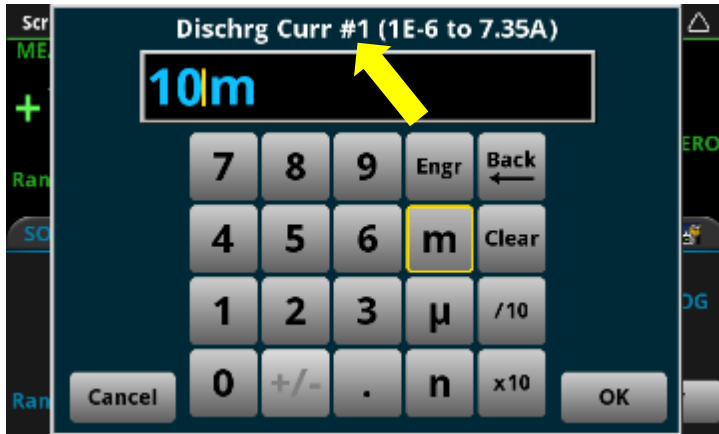 Scr
Dischrg Curr #1 (1E-6 to 7.35A)
ME
10m
+
ERO
7 8 9 Engr Back
Ran
SO
4 5 6 m Clear
1 2 3 µ /10
OG
0 +/- . n x10
Ran
Cancel
OK